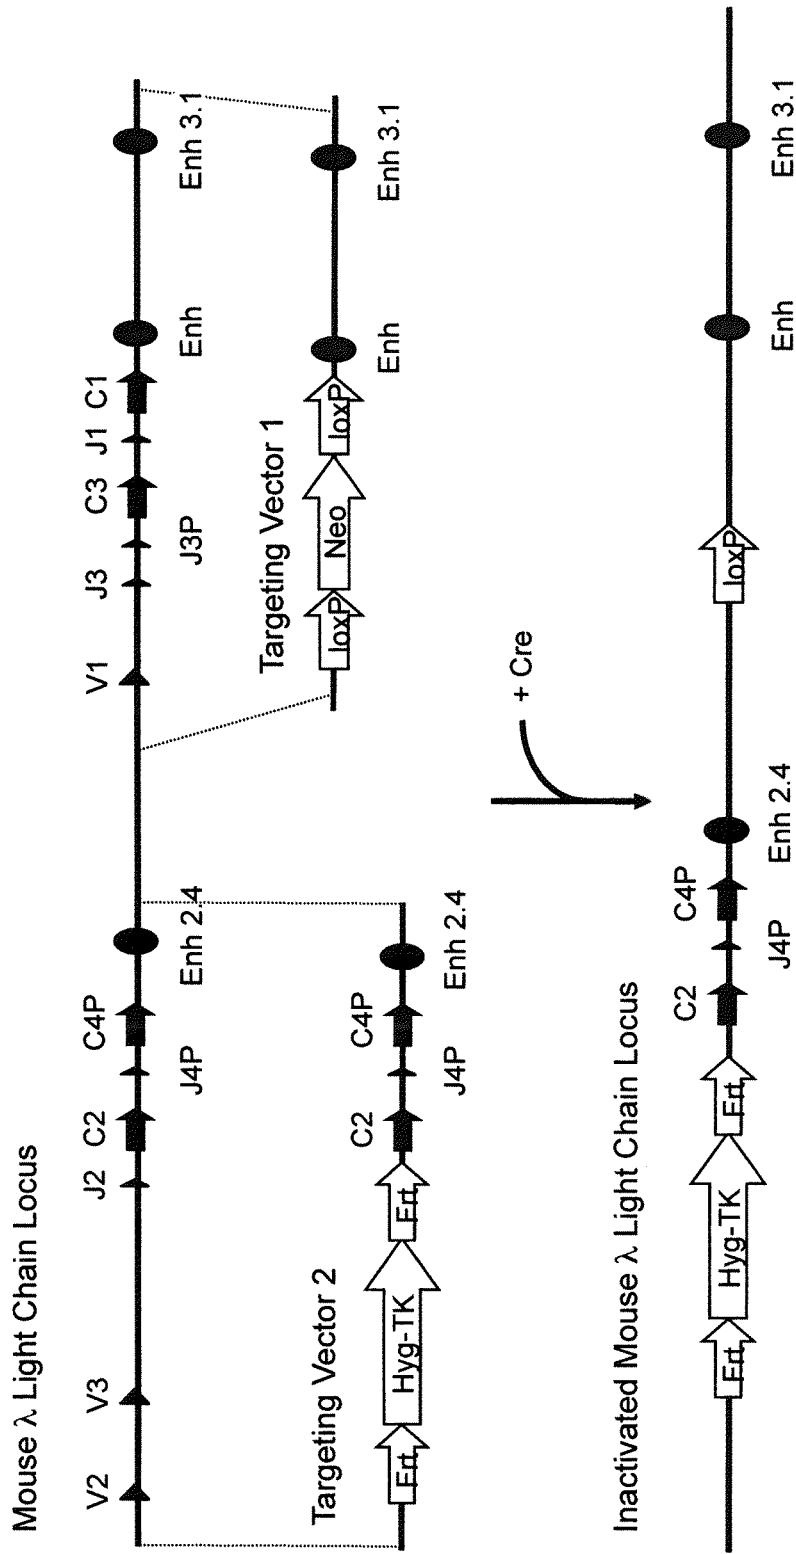 Mouse λ Light Chain Locus
V2 V3 J2 C2 C4P V1 J3 C3 J1 C1
J4P Enh 2.4 J3P Enh Enh 3.1
Targeting Vector 1
loxP Neo loxP
Enh Enh 3.1
Targeting Vector 2
C2 C4P
Frt Hyg-TK Frt
J4P Enh 2.4
+ Cre
Inactivated Mouse λ Light Chain Locus
C2 C4P
Frt Hyg-TK Frt loxP
J4P Enh 2.4 Enh Enh 3.1